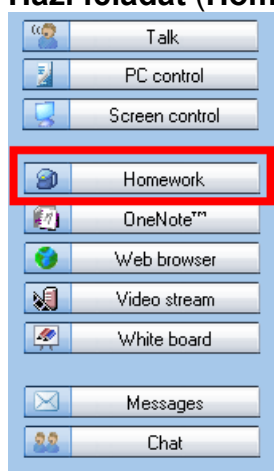 Talk
PC control
Screen control
Homework
OneNote™
Web browser
Video stream
White board
Messages
Chat